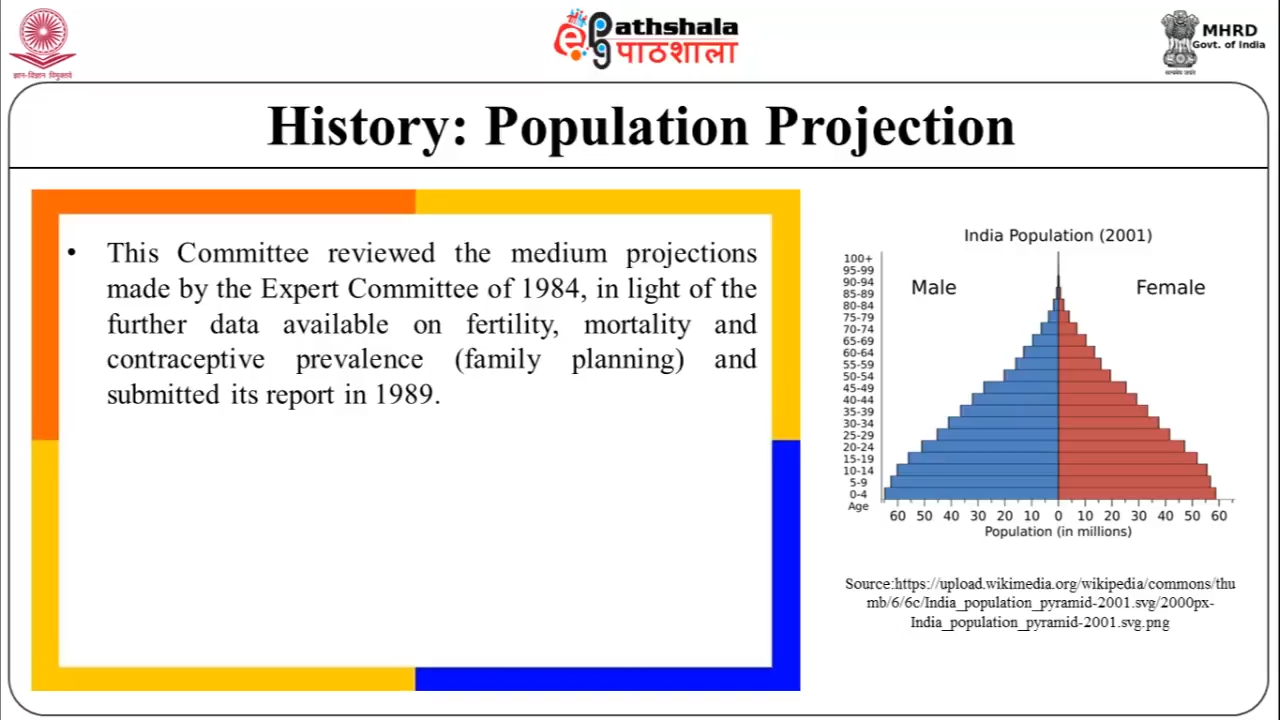 ज्ञान-विज्ञान विमुक्तये
ePathshala
पाठशाला
MHRD
Govt. of India
सत्यमेव जयते
History: Population Projection
• This Committee reviewed the medium projections
made by the Expert Committee of 1984, in light of the
further data available on fertility, mortality and
contraceptive prevalence (family planning) and
submitted its report in 1989.
India Population (2001)
Male Female
100+
95-99
90-94
85-89
80-84
75-79
70-74
65-69
60-64
55-59
50-54
45-49
40-44
35-39
30-34
25-29
20-24
15-19
10-14
5-9
0-4
Age
60 50 40 30 20 10 0 10 20 30 40 50 60
Population (in millions)
Source:https://upload.wikimedia.org/wikipedia/commons/thu
mb/6/6c/India_population_pyramid-2001.svg/2000px-
India_population_pyramid-2001.svg.png